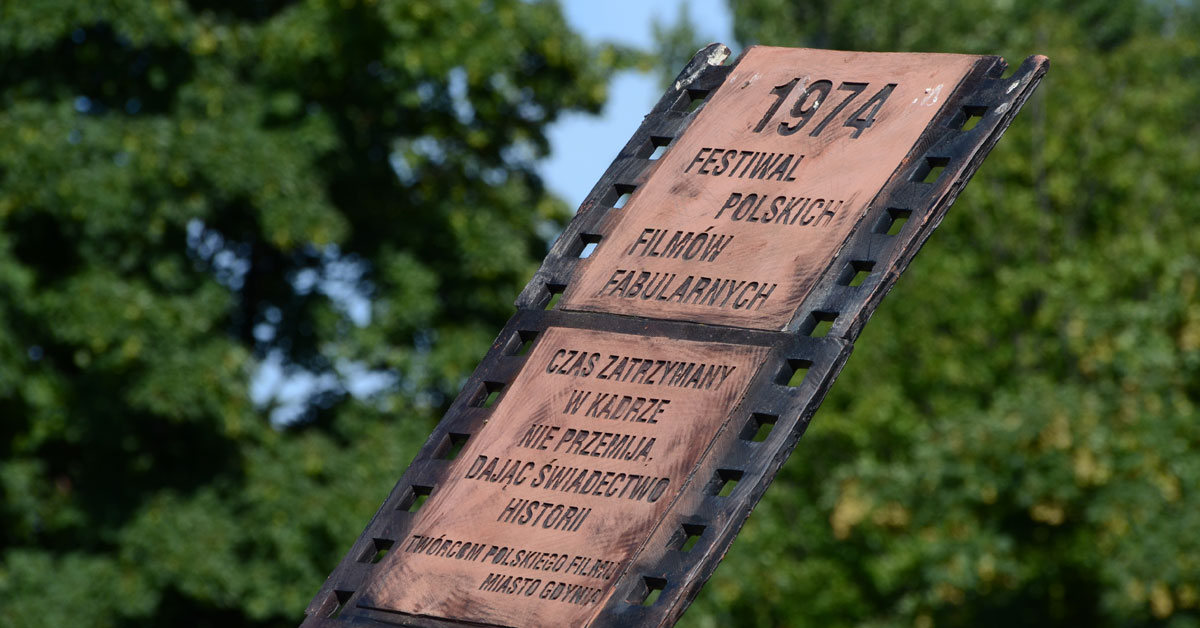 1974
FESTIWAL
POLSKICH
FILMÓW
FABULARNYCH
CZAS ZATRZYMANY
W KADRZE
NIE PRZEMIJA,
DAJĄC ŚWIADECTWO
HISTORII
TWÓRCOM POLSKIEGO FILMU
MIASTO GDYNIA